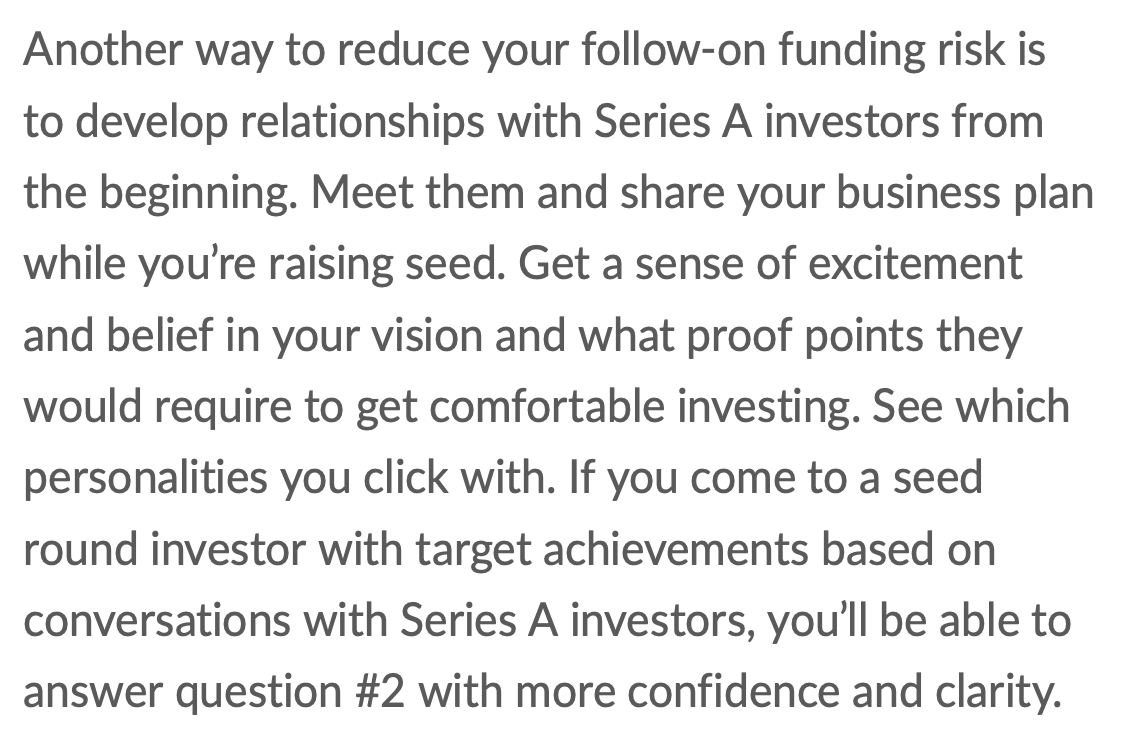 Another way to reduce your follow-on funding risk is
to develop relationships with Series A investors from
the beginning. Meet them and share your business plan
while you’re raising seed. Get a sense of excitement
and belief in your vision and what proof points they
would require to get comfortable investing. See which
personalities you click with. If you come to a seed
round investor with target achievements based on
conversations with Series A investors, you’ll be able to
answer question #2 with more confidence and clarity.